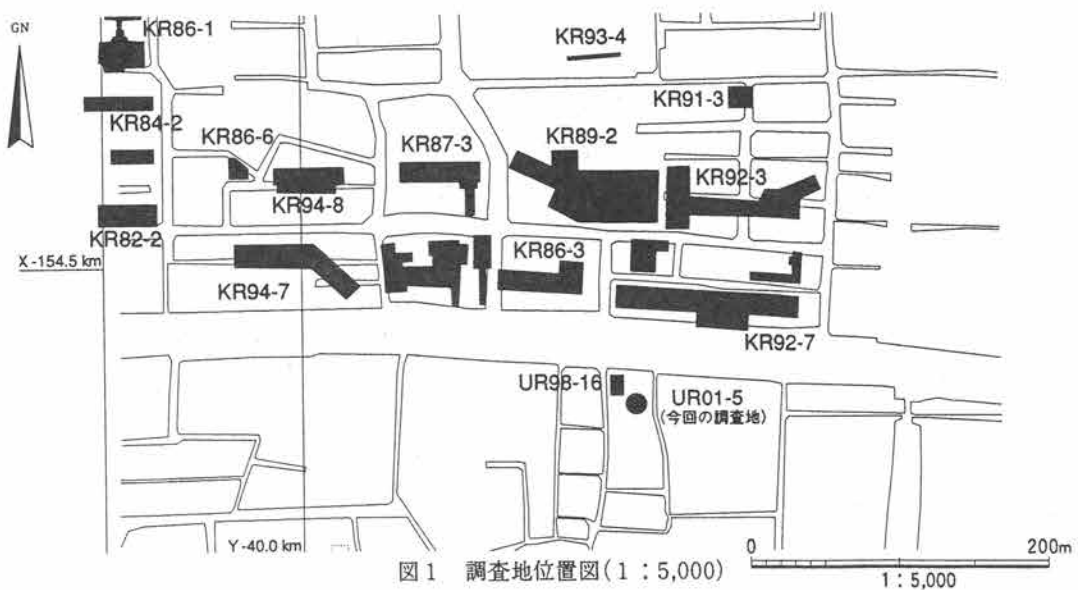 KR86-1
GN
KR93-4
KR91-3
KR84-2
KR86-6
KR87-3
KR89-2
KR92-3
KR94-8
KR82-2
KR86-3
X -154.5 km
KR94-7
KR92-7
UR98-16
UR01-5
(今回の調査地)
Y -40.0 km
0
200m
図1 調査地位置図(1:5,000)
1:5,000